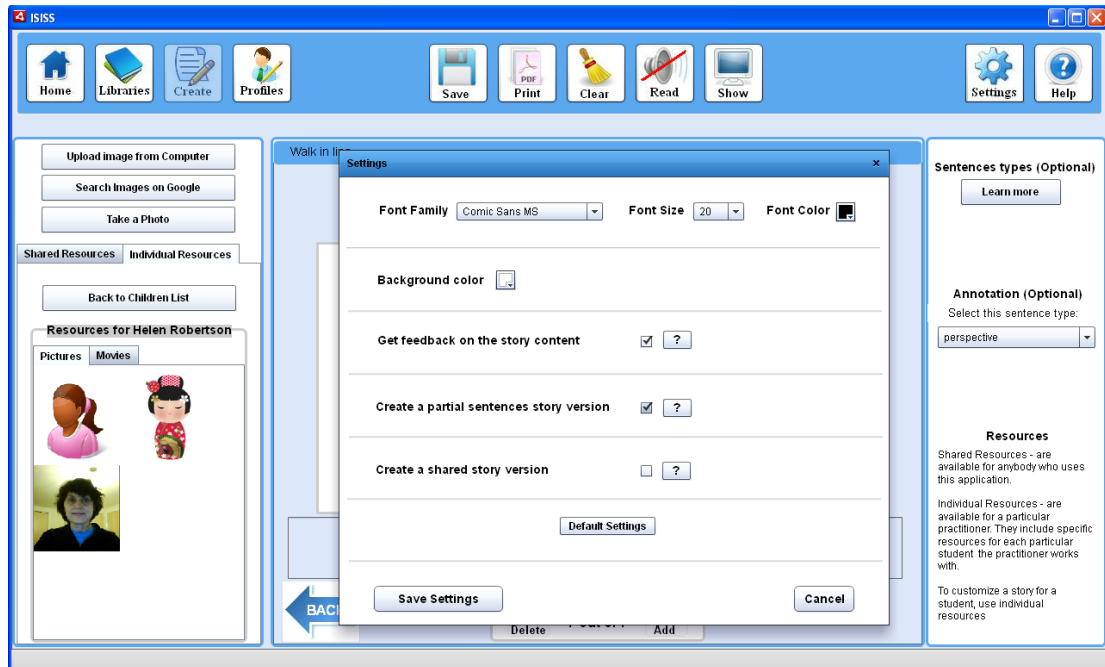 ISISS
Home
Libraries
Create
Profiles
Save
PDF
Print
Clear
Read
Show
Settings
?
Help
Upload image from Computer
Search Images on Google
Take a Photo
Shared Resources
Individual Resources
Back to Children List
Resources for Helen Robertson
Pictures
Movies
Walk in line
Settings
x
Font Family
Comic Sans MS
Font Size
20
Font Color
Background color
Get feedback on the story content
?
Create a partial sentences story version
?
Create a shared story version
?
Default Settings
Save Settings
Cancel
BAC
Delete
Add
Sentences types (Optional)
Learn more
Annotation (Optional)
Select this sentence type:
perspective
Resources
Shared Resources - are
available for anybody who uses
this application.
Individual Resources - are
available for a particular
practitioner. They include specific
resources for each particular
student the practitioner works
with.
To customize a story for a
student, use individual
resources